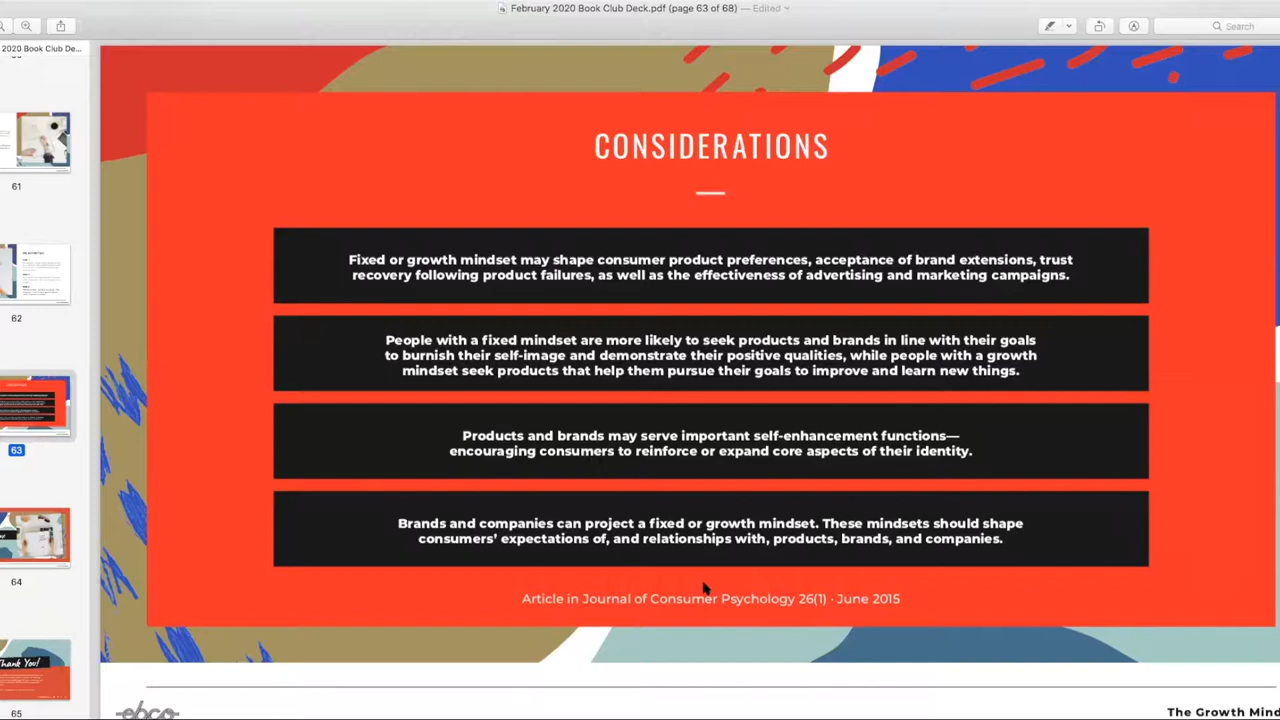 February 2020 Book Club Deck.pdf (page 63 of 68) — Edited
Search
2020 Book Club De...
61
62
63
64
Thank You!
65
CONSIDERATIONS
Fixed or growth mindset may shape consumer product preferences, acceptance of brand extensions, trust
recovery following product failures, as well as the effectiveness of advertising and marketing campaigns.
People with a fixed mindset are more likely to seek products and brands in line with their goals
to burnish their self-image and demonstrate their positive qualities, while people with a growth
mindset seek products that help them pursue their goals to improve and learn new things.
Products and brands may serve important self-enhancement functions—
encouraging consumers to reinforce or expand core aspects of their identity.
Brands and companies can project a fixed or growth mindset. These mindsets should shape
consumers’ expectations of, and relationships with, products, brands, and companies.
Article in Journal of Consumer Psychology 26(1) · June 2015
ebco
The Growth Mind